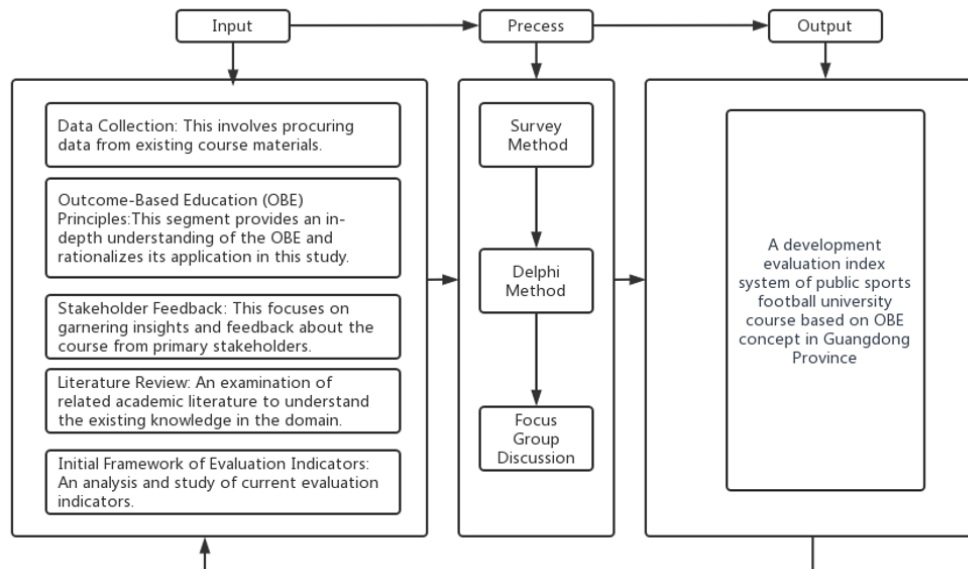 Input
Precess
Output
Data Collection: This involves procuring
data from existing course materials.
Outcome-Based Education (OBE)
Principles:This segment provides an in-
depth understanding of the OBE and
rationalizes its application in this study.
Stakeholder Feedback: This focuses on
garnering insights and feedback about the
course from primary stakeholders.
Literature Review: An examination of
related academic literature to understand
the existing knowledge in the domain.
Initial Framework of Evaluation Indicators:
An analysis and study of current evaluation
indicators.
Survey
Method
Delphi
Method
Focus
Group
Discussion
A development
evaluation index
system of public sports
football university
course based on OBE
concept in Guangdong
Province